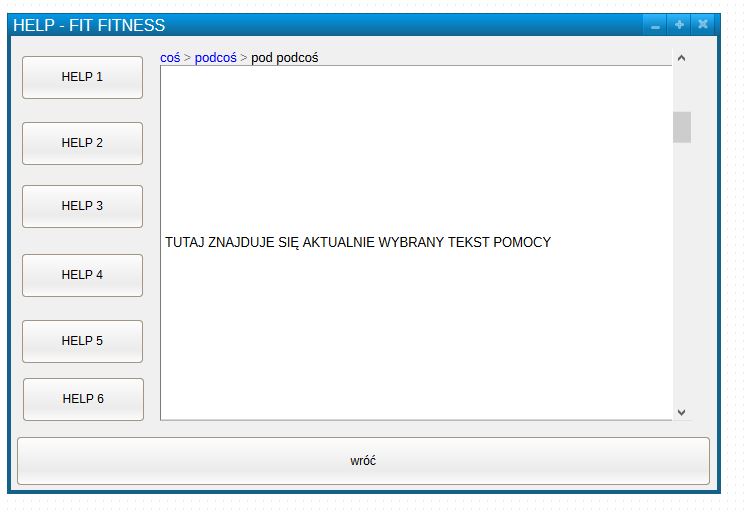 HELP - FIT FITNESS
coś > podcoś > pod podcoś
HELP 1
HELP 2
HELP 3
TUTAJ ZNAJDUJE SIĘ AKTUALNIE WYBRANY TEKST POMOCY
HELP 4
HELP 5
HELP 6
wróć